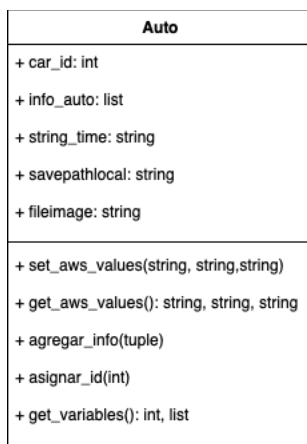 Auto
+ car_id: int
+ info_auto: list
+ string_time: string
+ savepathlocal: string
+ fileimage: string
+ set_aws_values(string, string,string)
+ get_aws_values(): string, string, string
+ agregar_info(tuple)
+ asignar_id(int)
+ get_variables(): int, list